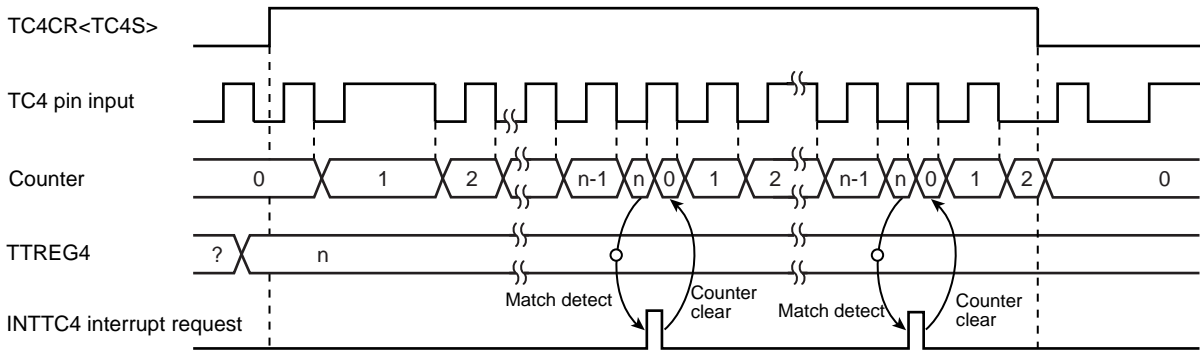 TC4CR<TC4S>
TC4 pin input
Counter
0 1 2 n-1 n 0 1 2 n-1 n 0 1 2 0
TTREG4
? n
Match detect Counter clear Match detect Counter clear
INTTC4 interrupt request